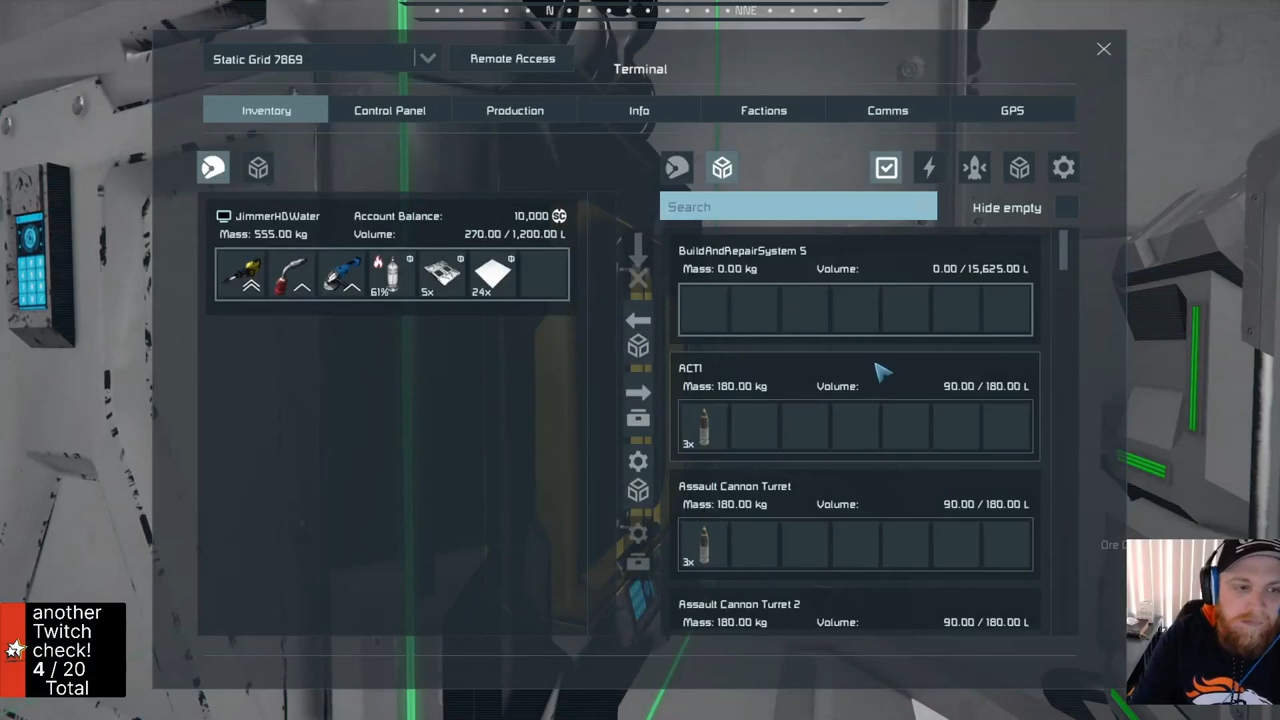 N
NNE
Static Grid 7869
Remote Access
Terminal
Inventory
Control Panel
Production
Info
Factions
Comms
GPS
JimmerHDWater
Account Balance:
10,000 SC
Mass: 555.00 kg
Volume:
270.00 / 1,200.00 L
61%
5x
24x
Search
Hide empty
BuildAndRepairSystem 5
Mass: 0.00 kg
Volume:
0.00 / 15,625.00 L
ACT1
Mass: 180.00 kg
Volume:
90.00 / 180.00 L
3x
Assault Cannon Turret
Mass: 180.00 kg
Volume:
90.00 / 180.00 L
3x
Assault Cannon Turret 2
Mass: 180.00 kg
Volume:
90.00 / 180.00 L
Ore
another
Twitch
check!
4 / 20
Total